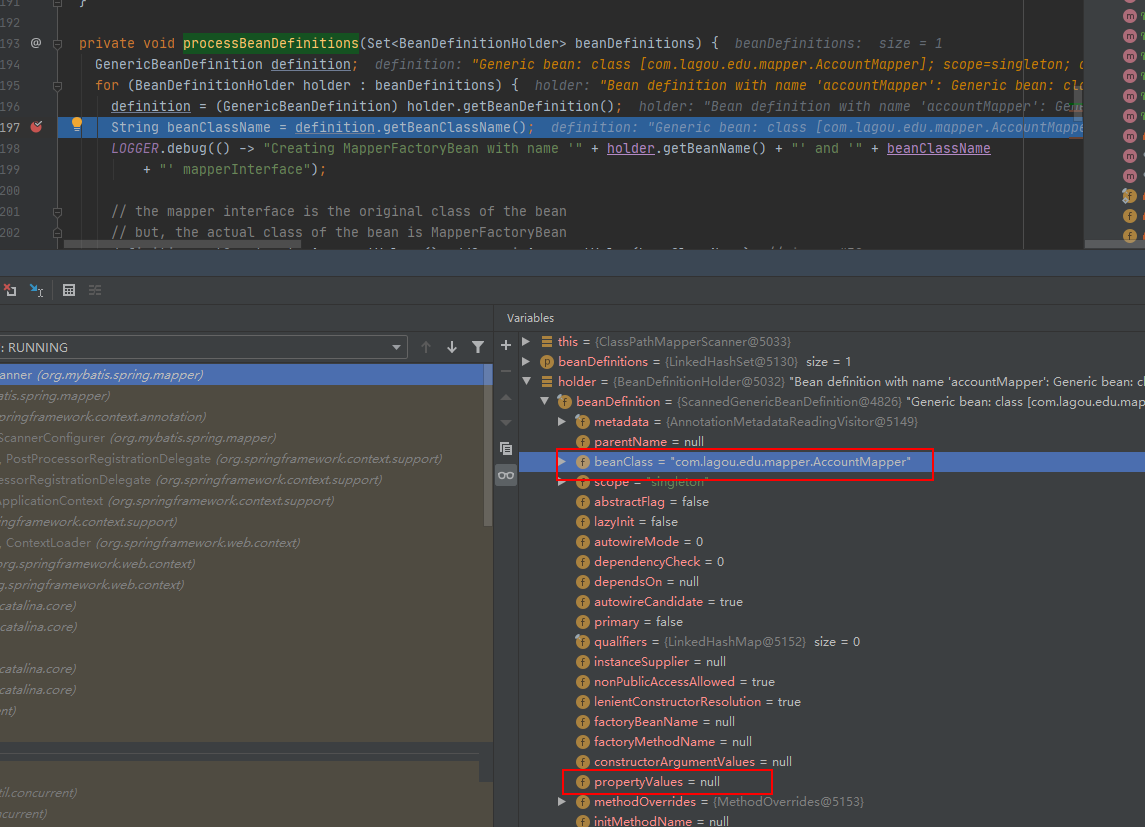 191 }
192
193 @ private void processBeanDefinitions(Set<BeanDefinitionHolder> beanDefinitions) { beanDefinitions: size = 1
194 GenericBeanDefinition definition; definition: "Generic bean: class [com.lagou.edu.mapper.AccountMapper]; scope=singleton;
195 for (BeanDefinitionHolder holder : beanDefinitions) { holder: "Bean definition with name 'accountMapper': Generic bean:
196 definition = (GenericBeanDefinition) holder.getBeanDefinition(); holder: "Bean definition with name 'accountMapper':
197 String beanClassName = definition.getBeanClassName(); definition: "Generic bean: class [com.lagou.edu.mapper.AccountMappe
198 LOGGER.debug(() -> "Creating MapperFactoryBean with name '" + holder.getBeanName() + "' and '" + beanClassName
199 + "' mapperInterface");
200
201 // the mapper interface is the original class of the bean
202 // but, the actual class of the bean is MapperFactoryBean
Variables
: RUNNING
anner (org.mybatis.spring.mapper)
atis.spring.mapper)
springframework.context.annotation)
ScannerConfigurer (org.mybatis.spring.mapper)
, PostProcessorRegistrationDelegate (org.springframework.context.support)
essorRegistrationDelegate (org.springframework.context.support)
pplicationContext (org.springframework.context.support)
ingframework.context.support)
, ContextLoader (org.springframework.web.context)
org.springframework.web.context)
g.springframework.web.context)
catalina.core)
catalina.core)
catalina.core)
catalina.core)
nt)
til.concurrent)
ncurrent)
this = {ClassPathMapperScanner@5033}
beanDefinitions = {LinkedHashSet@5130} size = 1
holder = {BeanDefinitionHolder@5032} "Bean definition with name 'accountMapper': Generic bean: cl
beanDefinition = {ScannedGenericBeanDefinition@4826} "Generic bean: class [com.lagou.edu.map
metadata = {AnnotationMetadataReadingVisitor@5149}
parentName = null
beanClass = "com.lagou.edu.mapper.AccountMapper"
scope = "singleton"
abstractFlag = false
lazyInit = false
autowireMode = 0
dependencyCheck = 0
dependsOn = null
autowireCandidate = true
primary = false
qualifiers = {LinkedHashMap@5152} size = 0
instanceSupplier = null
nonPublicAccessAllowed = true
lenientConstructorResolution = true
factoryBeanName = null
factoryMethodName = null
constructorArgumentValues = null
propertyValues = null
methodOverrides = {MethodOverrides@5153}
initMethodName = null